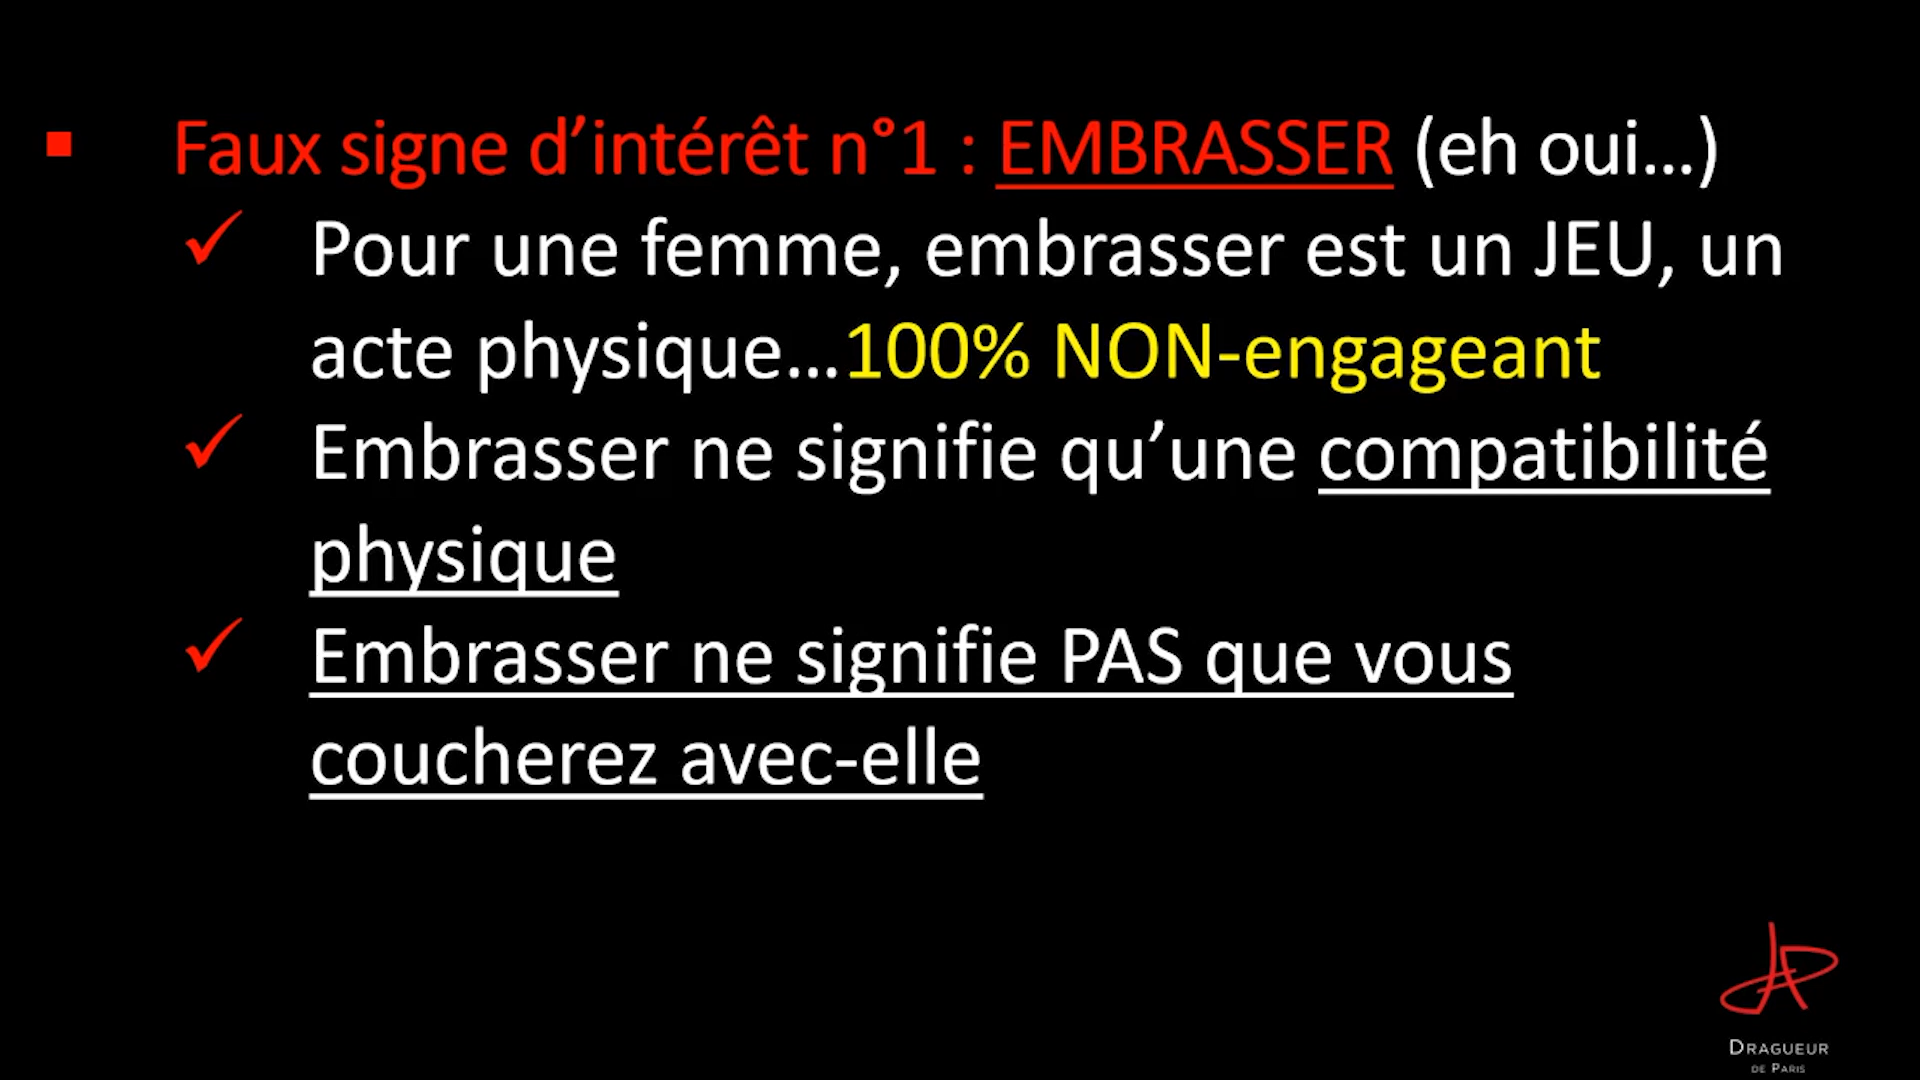 ▪ Faux signe d’intérêt n°1 : EMBRASSER (eh oui…)
✓ Pour une femme, embrasser est un JEU, un
acte physique…100% NON-engageant
✓ Embrasser ne signifie qu’une compatibilité
physique
✓ Embrasser ne signifie PAS que vous
coucherez avec-elle
DRAGUEUR
DE PARIS